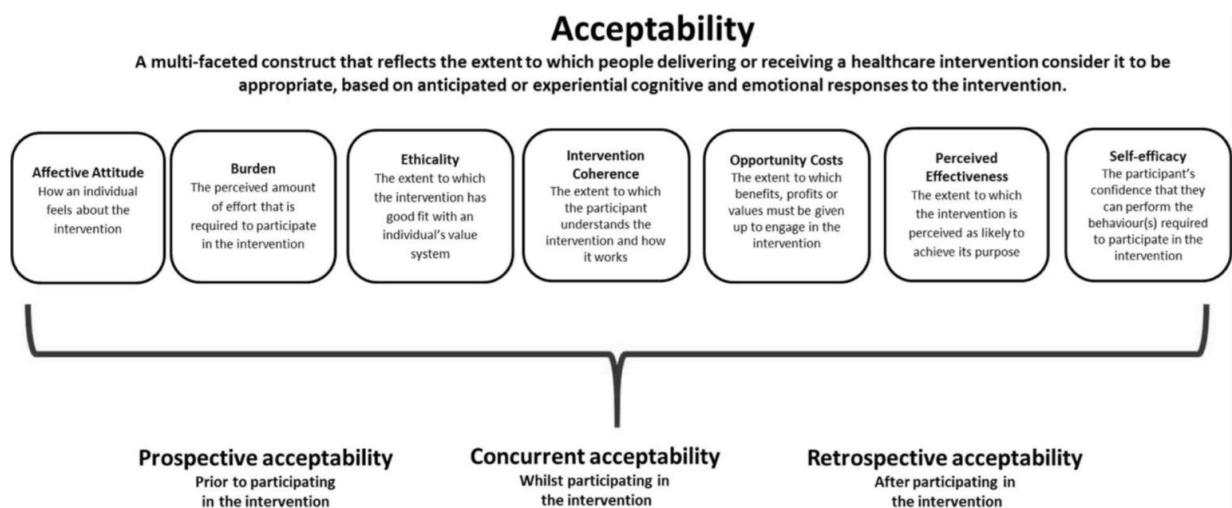 Acceptability
A multi-faceted construct that reflects the extent to which people delivering or receiving a healthcare intervention consider it to be
appropriate, based on anticipated or experiential cognitive and emotional responses to the intervention.
Affective Attitude
How an individual
feels about the
intervention
Burden
The perceived amount
of effort that is
required to participate
in the intervention
Ethicality
The extent to which
the intervention has
good fit with an
individual's value
system
Intervention
Coherence
The extent to which
the participant
understands the
intervention and how
it works
Opportunity Costs
The extent to which
benefits, profits or
values must be given
up to engage in the
intervention
Perceived
Effectiveness
The extent to which
the intervention is
perceived as likely to
achieve its purpose
Self-efficacy
The participant's
confidence that they
can perform the
behaviour(s) required
to participate in the
intervention
Prospective acceptability
Prior to participating
in the intervention
Concurrent acceptability
Whilst participating in
the intervention
Retrospective acceptability
After participating in
the intervention